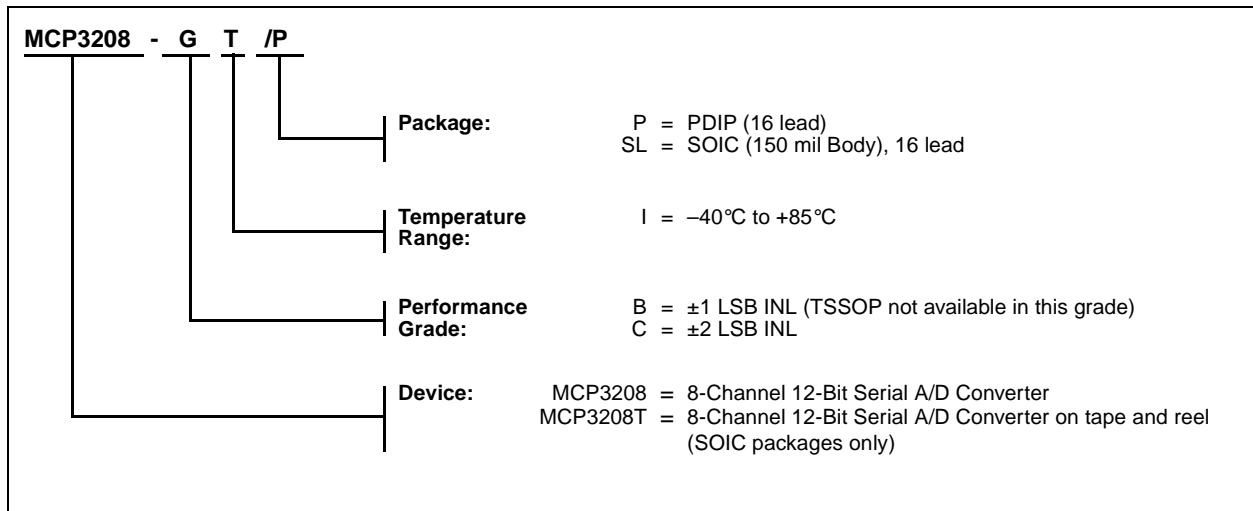 MCP3208 - G T /P
Package: P = PDIP (16 lead)
SL = SOIC (150 mil Body), 16 lead
Temperature I = –40°C to +85°C
Range:
Performance B = ±1 LSB INL (TSSOP not available in this grade)
Grade: C = ±2 LSB INL
Device: MCP3208 = 8-Channel 12-Bit Serial A/D Converter
MCP3208T = 8-Channel 12-Bit Serial A/D Converter on tape and reel
(SOIC packages only)